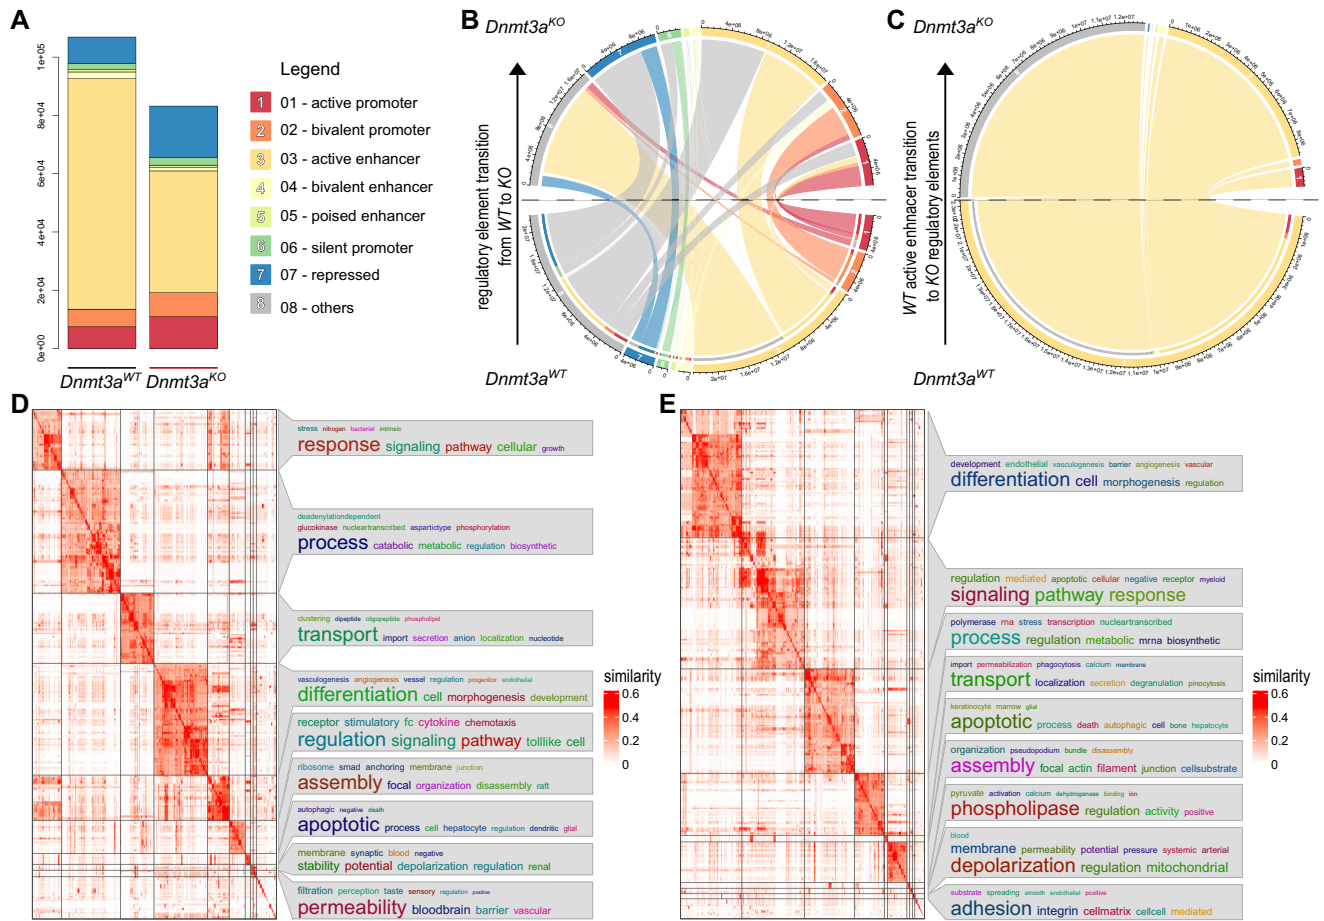 A
0e+00
2e+04
4e+04
6e+04
8e+04
1e+05
Dnmt3aWT
Dnmt3aKO
Legend
1 01 - active promoter
2 02 - bivalent promoter
3 03 - active enhancer
4 04 - bivalent enhancer
5 05 - poised enhancer
6 06 - silent promoter
7 07 - repressed
8 08 - others
B
Dnmt3aKO
regulatory element transition
from WT to KO
Dnmt3aWT
C
Dnmt3aKO
WT active enhnacer transition
to KO regulatory elements
Dnmt3aWT
D
stress nitrogen bacterial intrinsic
response signaling pathway cellular growth
deadenylationdependent
glucokinase nucleartranscribed aspartictype phosphorylation
process catabolic metabolic regulation biosynthetic
clustering dipeptide oligopeptide phospholipid
transport import secretion anion localization nucleotide
vasculogenesis angiogenesis vessel regulation progenitor endothelial
differentiation cell morphogenesis development
receptor stimulatory fc cytokine chemotaxis
regulation signaling pathway tolllike cell
ribosome smad anchoring membrane junction
assembly focal organization disassembly raft
autophagic negative death
apoptotic process cell hepatocyte regulation dendritic glial
membrane synaptic blood negative
stability potential depolarization regulation renal
filtration perception taste sensory regulation positive
permeability bloodbrain barrier vascular
similarity
0.6
0.4
0.2
0
E
development endothelial vasculogenesis barrier angiogenesis vascular
differentiation cell morphogenesis regulation
regulation mediated apoptotic cellular negative receptor myeloid
signaling pathway response
polymerase rna stress transcription nucleartranscribed
process regulation metabolic mrna biosynthetic
import permeabilization phagocytosis calcium membrane
transport localization secretion degranulation pinocytosis
keratinocyte marrow glial
apoptotic process death autophagic cell bone hepatocyte
organization pseudopodium bundle disassembly
assembly focal actin filament junction cellsubstrate
pyruvate activation calcium dehydrogenase binding ion
phospholipase regulation activity positive
blood
membrane permeability potential pressure systemic arterial
depolarization regulation mitochondrial
substrate spreading smooth endothelial positive
adhesion integrin cellmatrix cellcell mediated
similarity
0.6
0.4
0.2
0